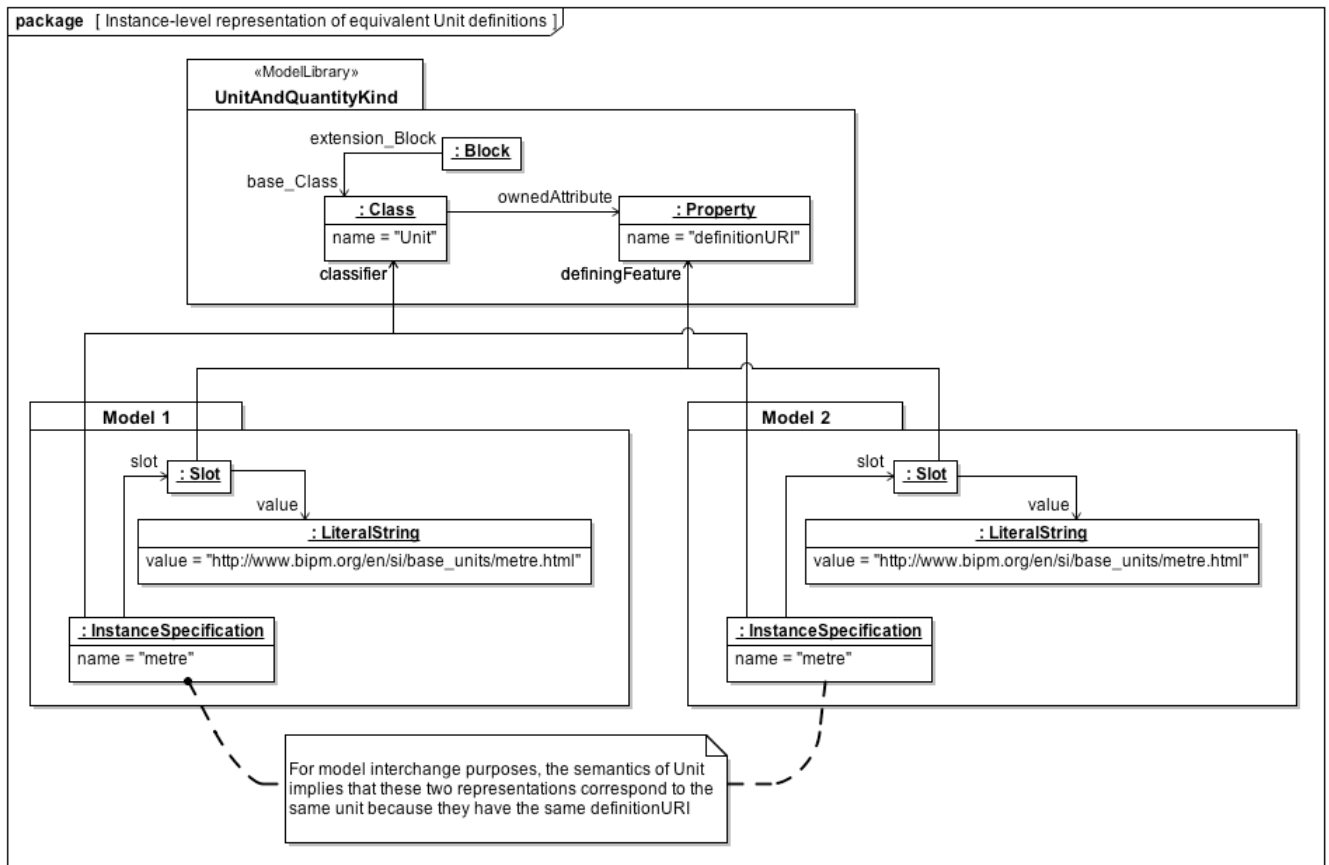 package [ Instance-level representation of equivalent Unit definitions ]
«ModelLibrary»
UnitAndQuantityKind
extension_Block
: Block
base_Class
ownedAttribute
: Class
name = "Unit"
: Property
name = "definitionURI"
classifier
definingFeature
Model 1
slot
: Slot
value
: LiteralString
value = "http://www.bipm.org/en/si/base_units/metre.html"
: InstanceSpecification
name = "metre"
Model 2
slot
: Slot
value
: LiteralString
value = "http://www.bipm.org/en/si/base_units/metre.html"
: InstanceSpecification
name = "metre"
For model interchange purposes, the semantics of Unit
implies that these two representations correspond to the
same unit because they have the same definitionURI